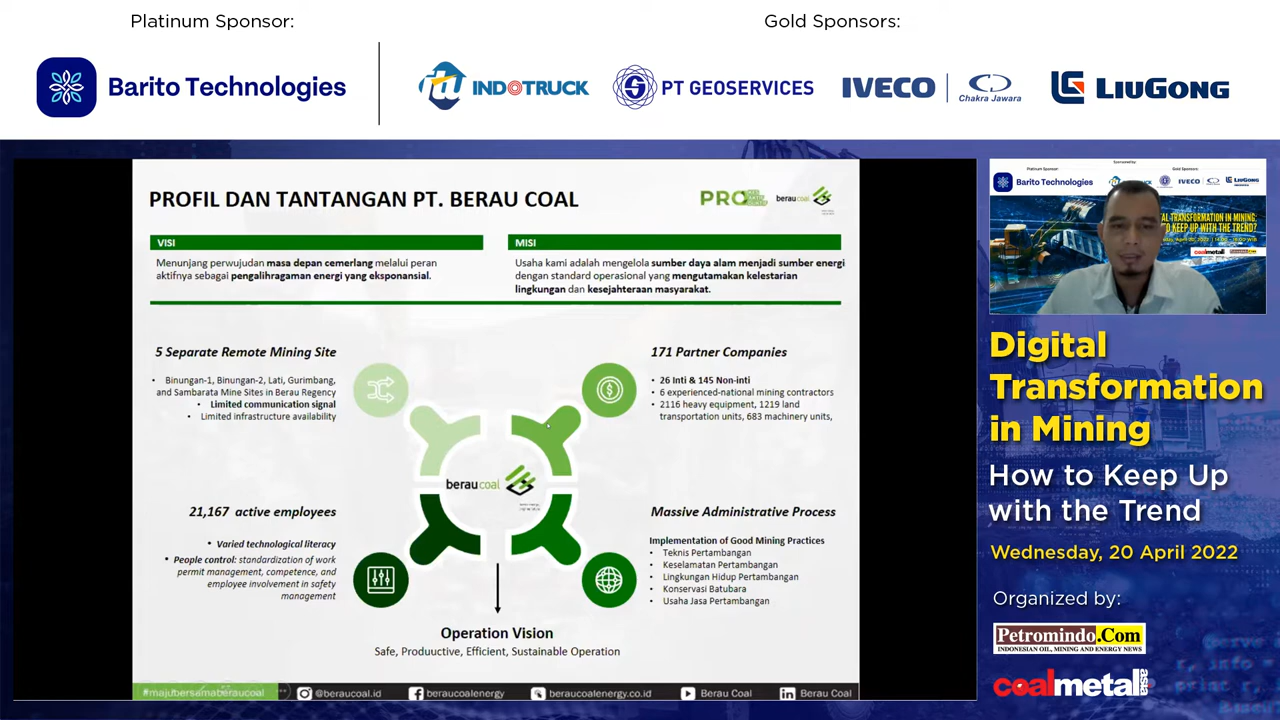 Platinum Sponsor:
Gold Sponsors:
Barito Technologies
INDOTRUCK
PT GEOSERVICES
IVECO
Chakra Jawara
LIUGONG
PROFIL DAN TANTANGAN PT. BERAU COAL
PRO
berau coal
VISI
Menunjang perwujudan masa depan cemerlang melalui peran
aktifnya sebagai pengalihragaman energi yang eksponansial.
MISI
Usaha kami adalah mengelola sumber daya alam menjadi sumber energi
dengan standard operasional yang mengutamakan kelestarian
lingkungan dan kesejahteraan masyarakat.
5 Separate Remote Mining Site
• Binungan-1, Binungan-2, Lati, Gurimbang,
and Sambarata Mine Sites in Berau Regency
• Limited communication signal
• Limited infrastructure availability
171 Partner Companies
• 26 Inti & 145 Non-inti
• 6 experienced-national mining contractors
• 2116 heavy equipment, 1219 land
transportation units, 683 machinery units,
berau coal
21,167 active employees
• Varied technological literacy
• People control: standardization of work
permit management, competence, and
employee involvement in safety
management
Massive Administrative Process
Implementation of Good Mining Practices
• Teknis Pertambangan
• Keselamatan Pertambangan
• Lingkungan Hidup Pertambangan
• Konservasi Batubara
• Usaha Jasa Pertambangan
Operation Vision
Safe, Produuctive, Efficient, Sustainable Operation
#majubersamaberaucoal
@beraucoal.id
beraucoalenergy
beraucoalenergy.co.id
Berau Coal
Berau Coal
Platinum Sponsor:
Gold Sponsors:
Barito Technologies
IVECO
LIUGONG
AL TRANSFORMATION IN MINING:
O KEEP UP WITH THE TREND?
Digital
Transformation
in Mining
How to Keep Up
with the Trend
Wednesday, 20 April 2022
Organized by:
Petromindo.Com
INDONESIAN OIL, MINING AND ENERGY NEWS
coalmetal asia